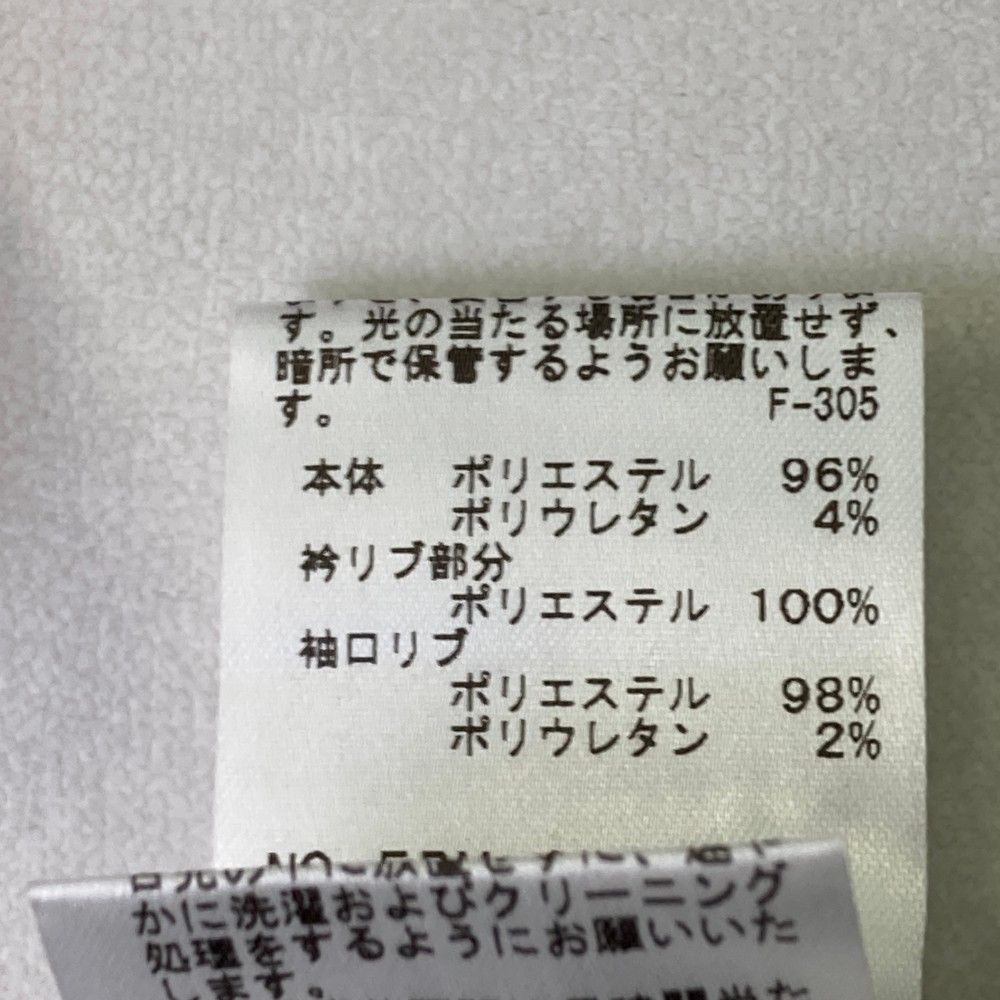 す。光の当たる場所に放置せず、
暗所で保管するようお願いしま
す。 F-305
本体 ポリエステル 96%
ポリウレタン 4%
衿リブ部分
ポリエステル 100%
袖口リブ
ポリエステル 98%
ポリウレタン 2%
かに洗濯およびクリーニング
処理をするようにお願いいた
します。